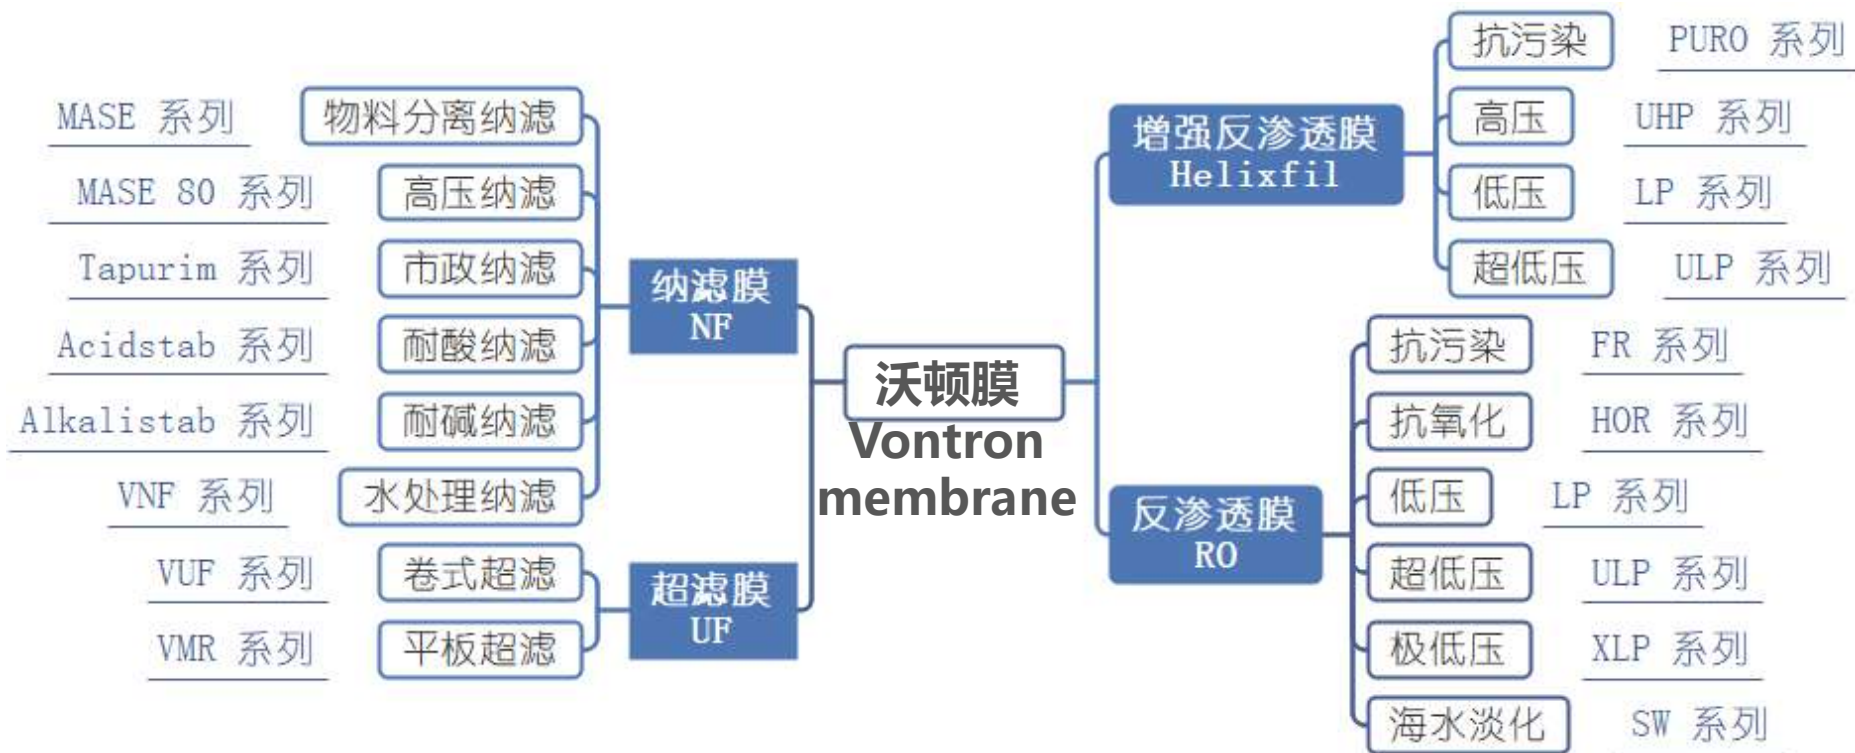 沃顿膜
Vontron
membrane
纳滤膜
NF
物料分离纳滤 MASE 系列
高压纳滤 MASE 80 系列
市政纳滤 Tapurim 系列
耐酸纳滤 Acidstab 系列
耐碱纳滤 Alkalistab 系列
水处理纳滤 VNF 系列
超滤膜
UF
卷式超滤 VUF 系列
平板超滤 VMR 系列
增强反渗透膜
Helixfil
抗污染 PURO 系列
高压 UHP 系列
低压 LP 系列
超低压 ULP 系列
反渗透膜
RO
抗污染 FR 系列
抗氧化 HOR 系列
低压 LP 系列
超低压 ULP 系列
极低压 XLP 系列
海水淡化 SW 系列